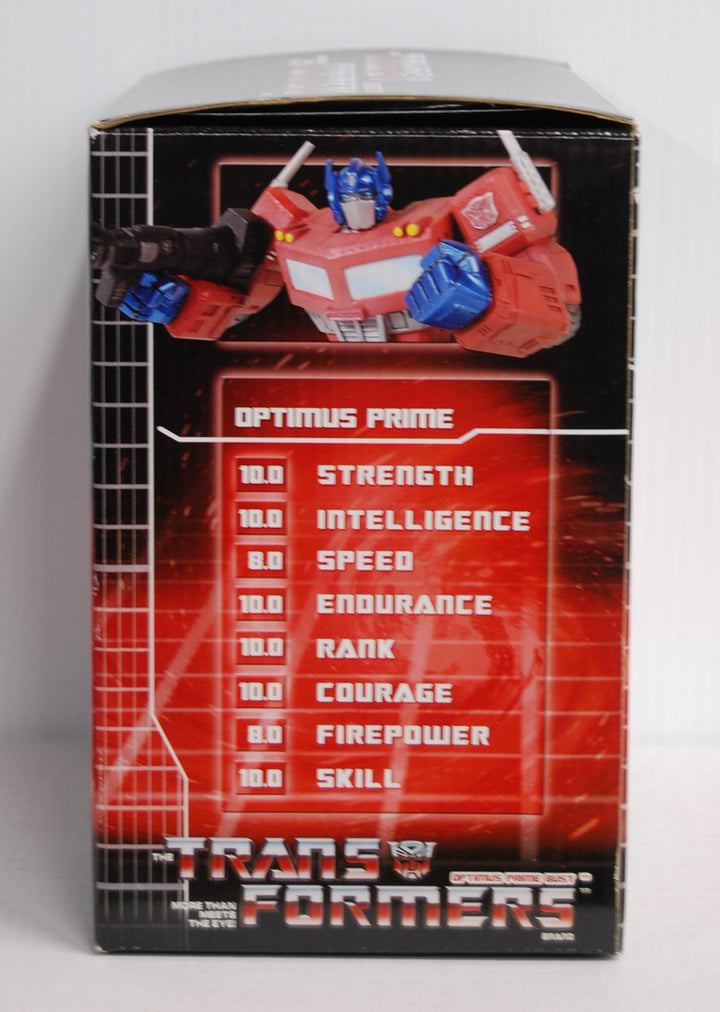 OPTIMUS PRIME
10.0 STRENGTH
10.0 INTELLIGENCE
8.0 SPEED
10.0 ENDURANCE
10.0 RANK
10.0 COURAGE
8.0 FIREPOWER
10.0 SKILL
THE TRANS
OPTIMUS PRIME BUST
FORMERS
MORE THAN
MEETS
THE EYE!
BRAND